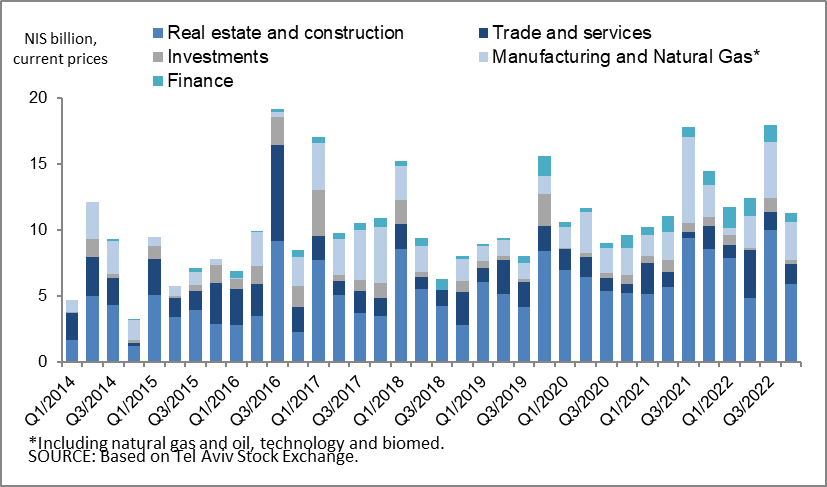 NIS billion,
current prices
Real estate and construction
Trade and services
Investments
Manufacturing and Natural Gas*
Finance
20
15
10
5
0
Q1/2014
Q3/2014
Q1/2015
Q3/2015
Q1/2016
Q3/2016
Q1/2017
Q3/2017
Q1/2018
Q3/2018
Q1/2019
Q3/2019
Q1/2020
Q3/2020
Q1/2021
Q3/2021
Q1/2022
Q3/2022
*Including natural gas and oil, technology and biomed.
SOURCE: Based on Tel Aviv Stock Exchange.